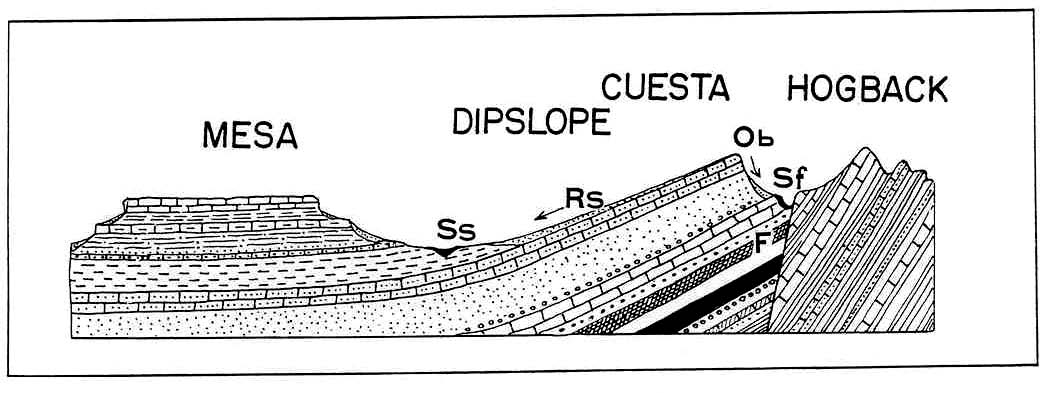 CUESTA
HOGBACK
DIPSLOPE
MESA
Ob
Sf
Rs
Ss
F